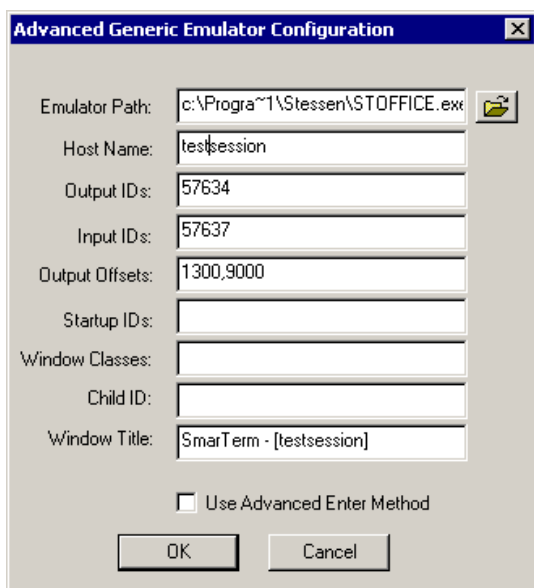 Advanced Generic Emulator Configuration
Emulator Path: c:\Progra~1\Stessen\STOFFICE.exe
Host Name: testsession
Output IDs: 57634
Input IDs: 57637
Output Offsets: 1300,9000
Startup IDs:
Window Classes:
Child ID:
Window Title: SmarTerm - [testsession]
Use Advanced Enter Method
OK Cancel